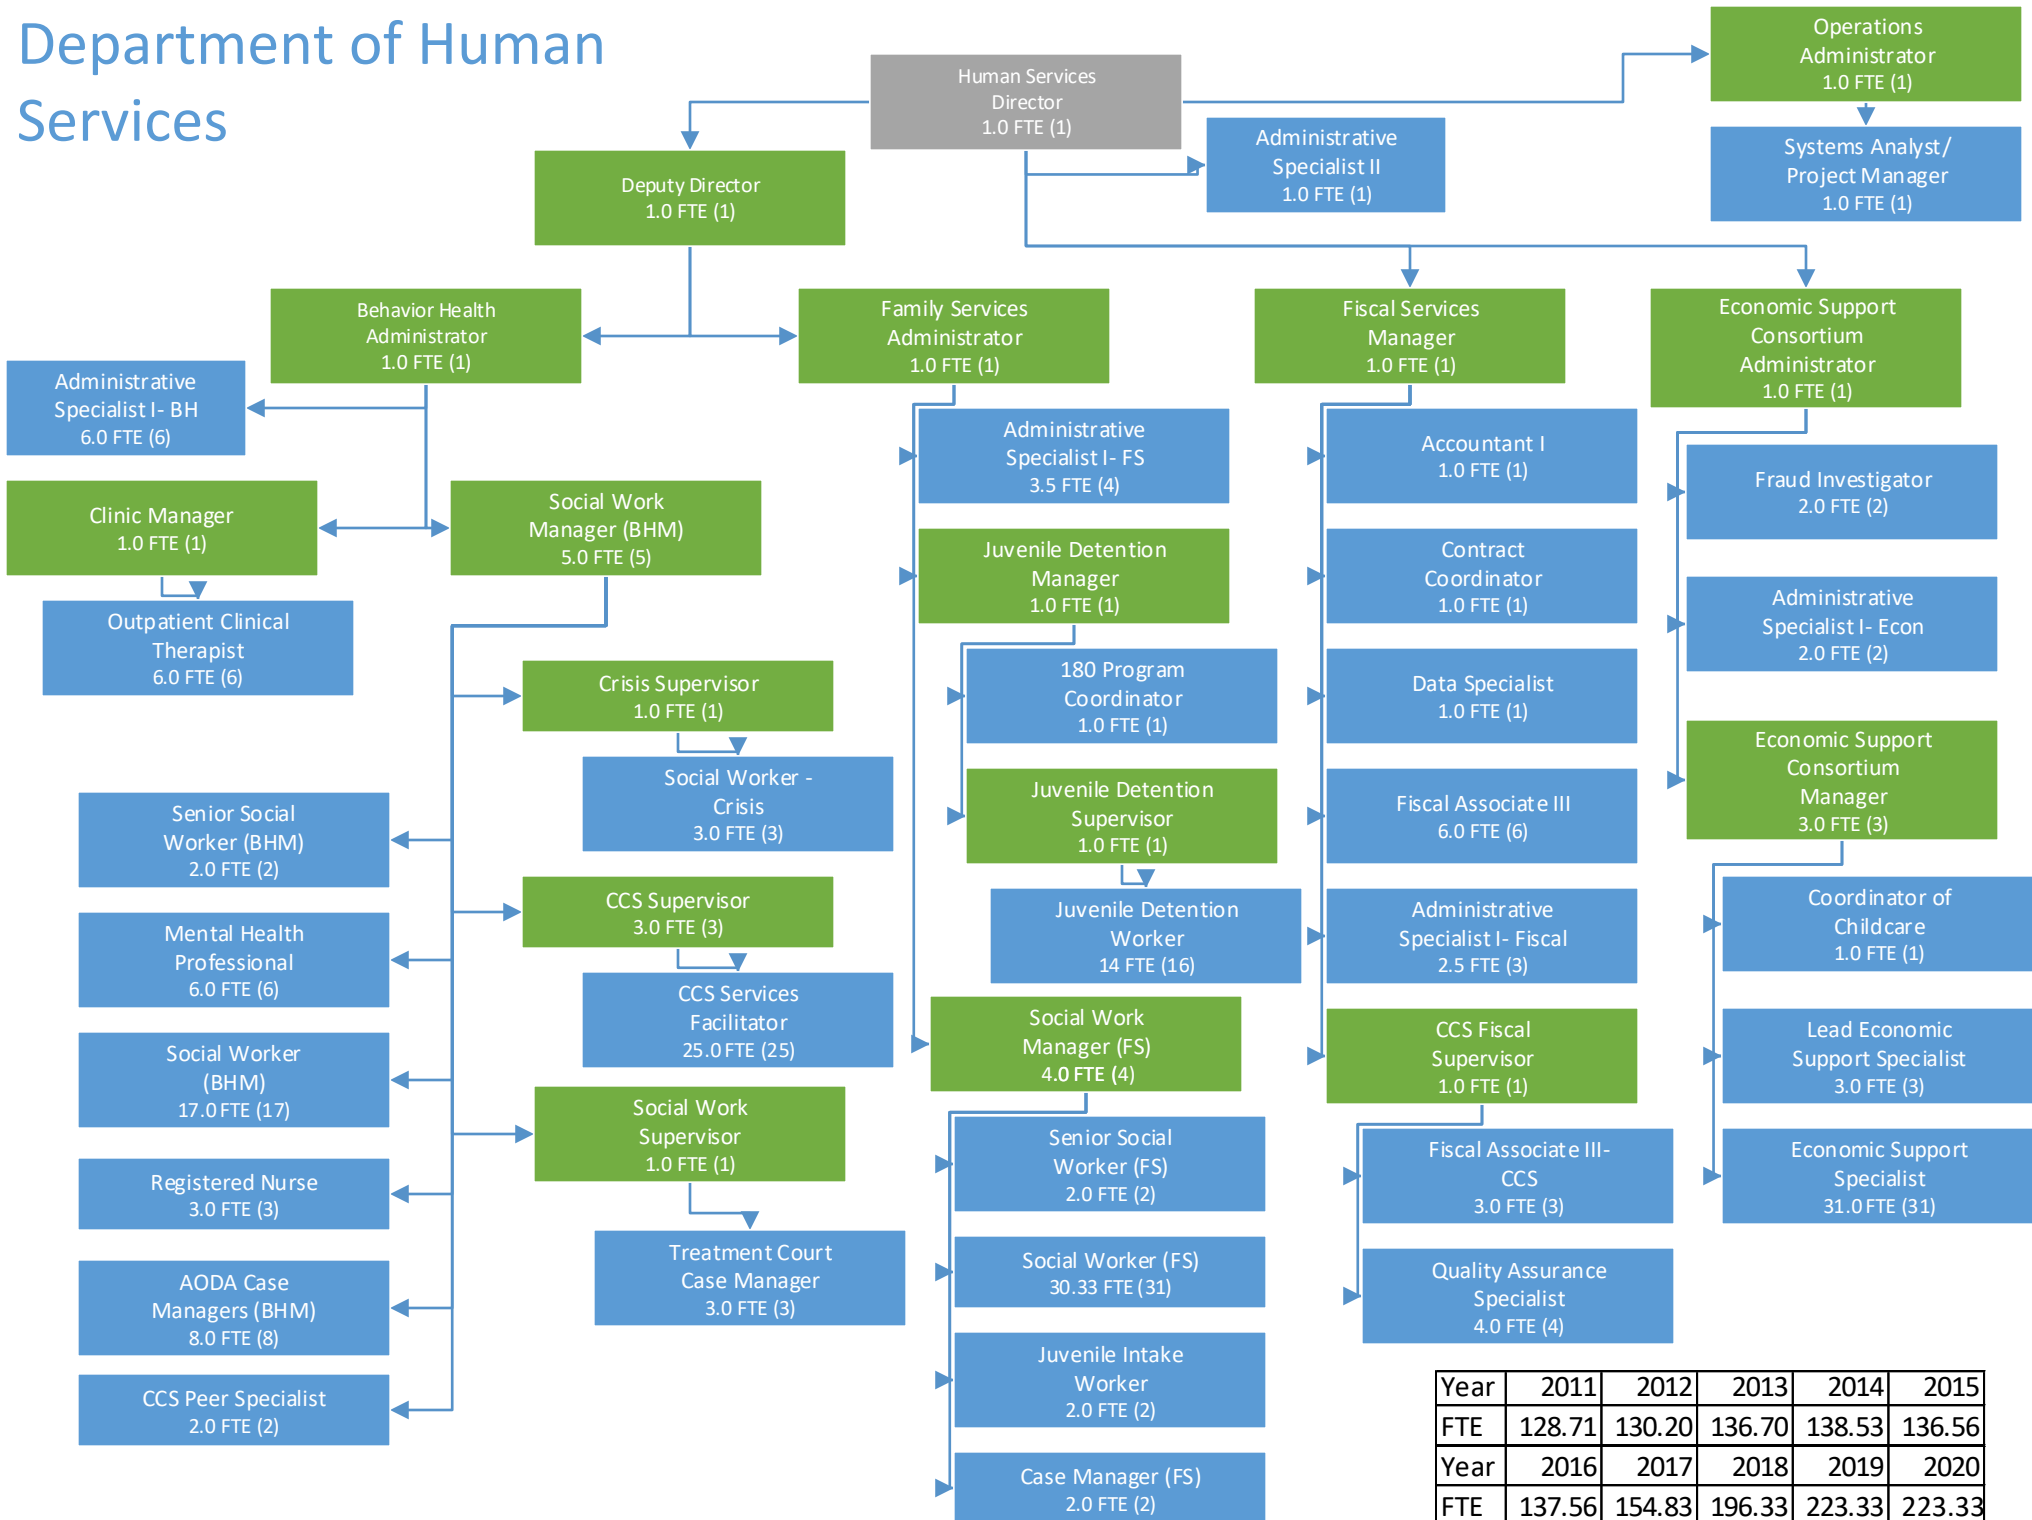 Department of Human
Services
Human Services
Director
1.0 FTE (1)
Operations
Administrator
1.0 FTE (1)
Administrative
Specialist II
1.0 FTE (1)
Systems Analyst/
Project Manager
1.0 FTE (1)
Deputy Director
1.0 FTE (1)
Behavior Health
Administrator
1.0 FTE (1)
Family Services
Administrator
1.0 FTE (1)
Fiscal Services
Manager
1.0 FTE (1)
Economic Support
Consortium
Administrator
1.0 FTE (1)
Administrative
Specialist I- BH
6.0 FTE (6)
Clinic Manager
1.0 FTE (1)
Social Work
Manager (BHM)
5.0 FTE (5)
Outpatient Clinical
Therapist
6.0 FTE (6)
Crisis Supervisor
1.0 FTE (1)
Social Worker -
Crisis
3.0 FTE (3)
Senior Social
Worker (BHM)
2.0 FTE (2)
CCS Supervisor
3.0 FTE (3)
Mental Health
Professional
6.0 FTE (6)
CCS Services
Facilitator
25.0 FTE (25)
Social Worker
(BHM)
17.0 FTE (17)
Social Work
Supervisor
1.0 FTE (1)
Registered Nurse
3.0 FTE (3)
Treatment Court
Case Manager
3.0 FTE (3)
AODA Case
Managers (BHM)
8.0 FTE (8)
CCS Peer Specialist
2.0 FTE (2)
Administrative
Specialist I- FS
3.5 FTE (4)
Juvenile Detention
Manager
1.0 FTE (1)
180 Program
Coordinator
1.0 FTE (1)
Juvenile Detention
Supervisor
1.0 FTE (1)
Juvenile Detention
Worker
14 FTE (16)
Social Work
Manager (FS)
4.0 FTE (4)
Senior Social
Worker (FS)
2.0 FTE (2)
Social Worker (FS)
30.33 FTE (31)
Juvenile Intake
Worker
2.0 FTE (2)
Case Manager (FS)
2.0 FTE (2)
Accountant I
1.0 FTE (1)
Contract
Coordinator
1.0 FTE (1)
Data Specialist
1.0 FTE (1)
Fiscal Associate III
6.0 FTE (6)
Administrative
Specialist I- Fiscal
2.5 FTE (3)
CCS Fiscal
Supervisor
1.0 FTE (1)
Fiscal Associate III-
CCS
3.0 FTE (3)
Quality Assurance
Specialist
4.0 FTE (4)
Fraud Investigator
2.0 FTE (2)
Administrative
Specialist I- Econ
2.0 FTE (2)
Economic Support
Consortium
Manager
3.0 FTE (3)
Coordinator of
Childcare
1.0 FTE (1)
Lead Economic
Support Specialist
3.0 FTE (3)
Economic Support
Specialist
31.0 FTE (31)
Year 2011 2012 2013 2014 2015
FTE 128.71 130.20 136.70 138.53 136.56
Year 2016 2017 2018 2019 2020
FTE 137.56 154.83 196.33 223.33 223.33